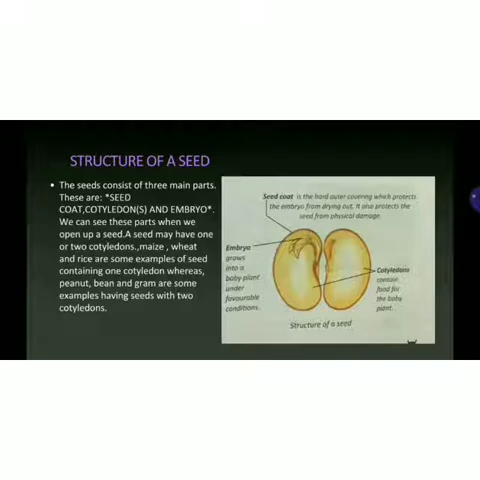 STRUCTURE OF A SEED
• The seeds consist of three main parts.
These are: *SEED
COAT,COTYLEDON(S) AND EMBRYO*.
We can see these parts when we
open up a seed.A seed may have one
or two cotyledons.,maize , wheat
and rice are some examples of seed
containing one cotyledon whereas,
peanut, bean and gram are some
examples having seeds with two
cotyledons.
Seed coat is the hard outer covering which protects
the embryo from drying out. It also protects the
seed from physical damage.
Embryo
grows
into a
baby plant
under
favourable
conditions.
Cotyledons
contain
food for
the baby
plant.
Structure of a seed